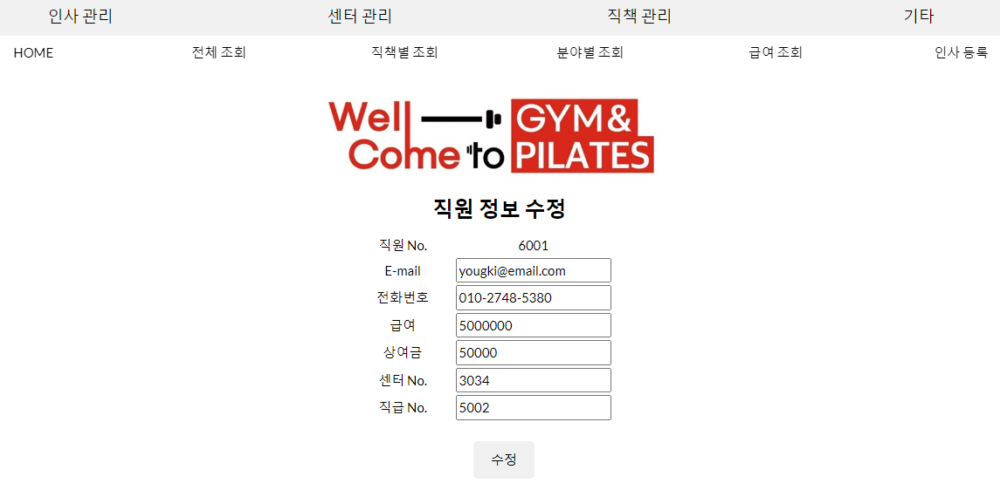 인사 관리 센터 관리 직책 관리 기타
HOME 전체 조회 직책별 조회 분야별 조회 급여 조회 인사 등록
Well GYM&
Come to PILATES
직원 정보 수정
직원 No. 6001
E-mail yougki@email.com
전화번호 010-2748-5380
급여 5000000
상여금 50000
센터 No. 3034
직급 No. 5002
수정